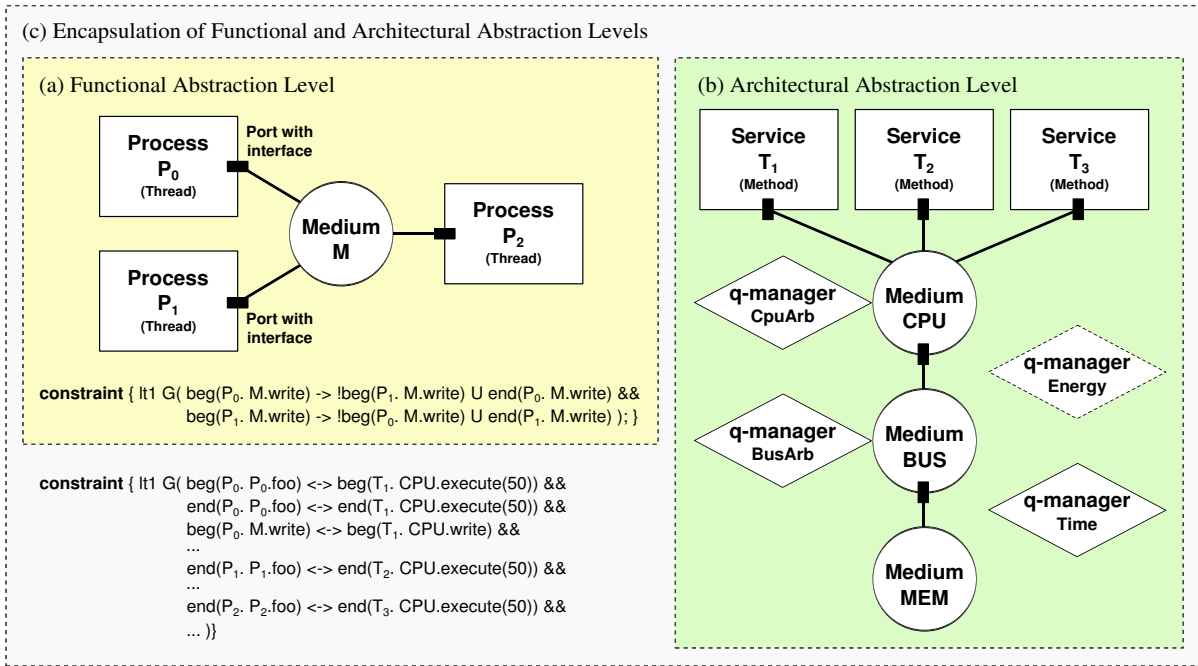 (c) Encapsulation of Functional and Architectural Abstraction Levels
(a) Functional Abstraction Level
Process
P0
(Thread)
Port with
interface
Medium
M
Process
P2
(Thread)
Process
P1
(Thread)
Port with
interface
constraint { lt1 G( beg(P0. M.write) -> !beg(P1. M.write) U end(P0. M.write) &&
beg(P1. M.write) -> !beg(P0. M.write) U end(P1. M.write) ); }
constraint { lt1 G( beg(P0. P0.foo) <-> beg(T1. CPU.execute(50)) &&
end(P0. P0.foo) <-> end(T1. CPU.execute(50)) &&
beg(P0. M.write) <-> beg(T1. CPU.write) &&
...
end(P1. P1.foo) <-> end(T2. CPU.execute(50)) &&
...
end(P2. P2.foo) <-> end(T3. CPU.execute(50)) &&
... )}
(b) Architectural Abstraction Level
Service
T1
(Method)
Service
T2
(Method)
Service
T3
(Method)
q-manager
CpuArb
Medium
CPU
q-manager
Energy
q-manager
BusArb
Medium
BUS
q-manager
Time
Medium
MEM